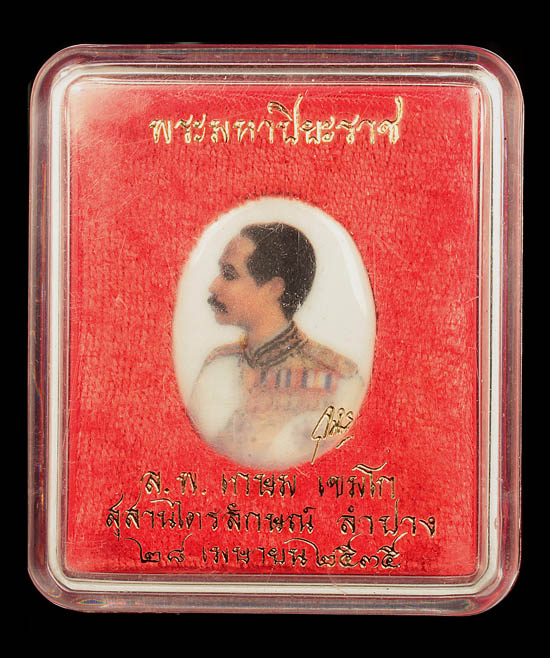 พระมหาปิยะราช
ล.พ. เกษม เขมโก
สุสานไตรลักษณ์ ลำปาง
๒๘ เมษายน ๒๕๓๕